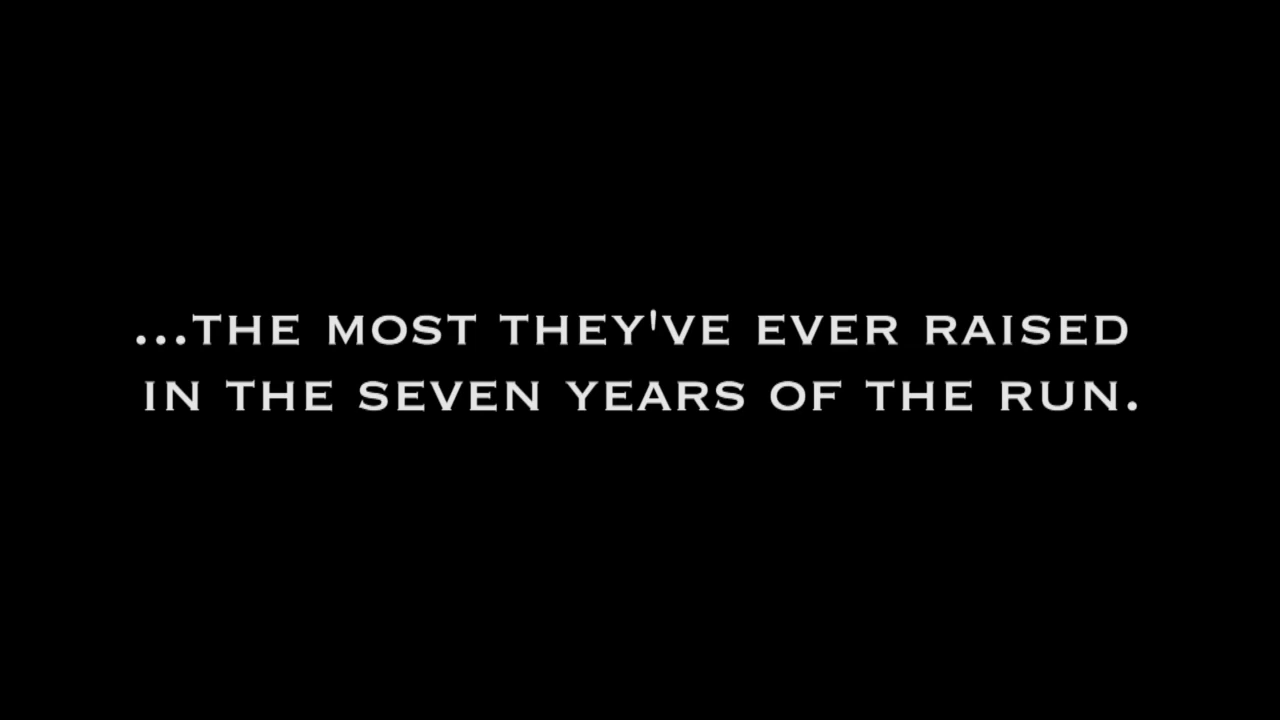 ...THE MOST THEY'VE EVER RAISED
IN THE SEVEN YEARS OF THE RUN.